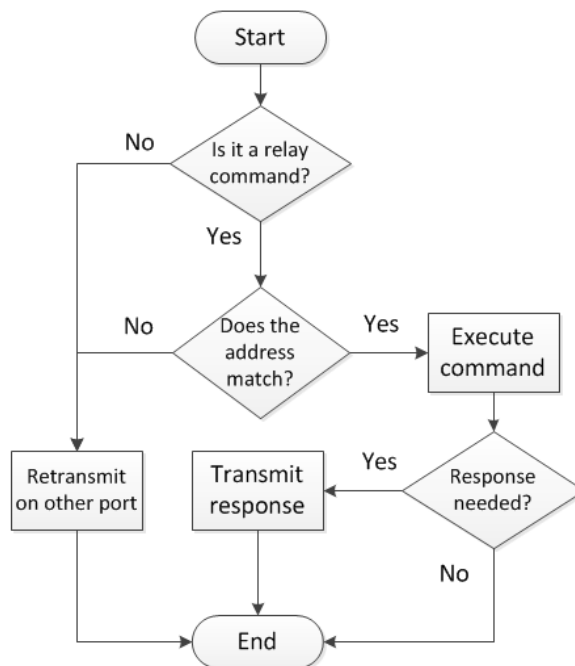 Start
No
Is it a relay
command?
Yes
No
Does the
address
match?
Yes
Execute
command
Retransmit
on other port
Transmit
response
Yes
Response
needed?
No
End